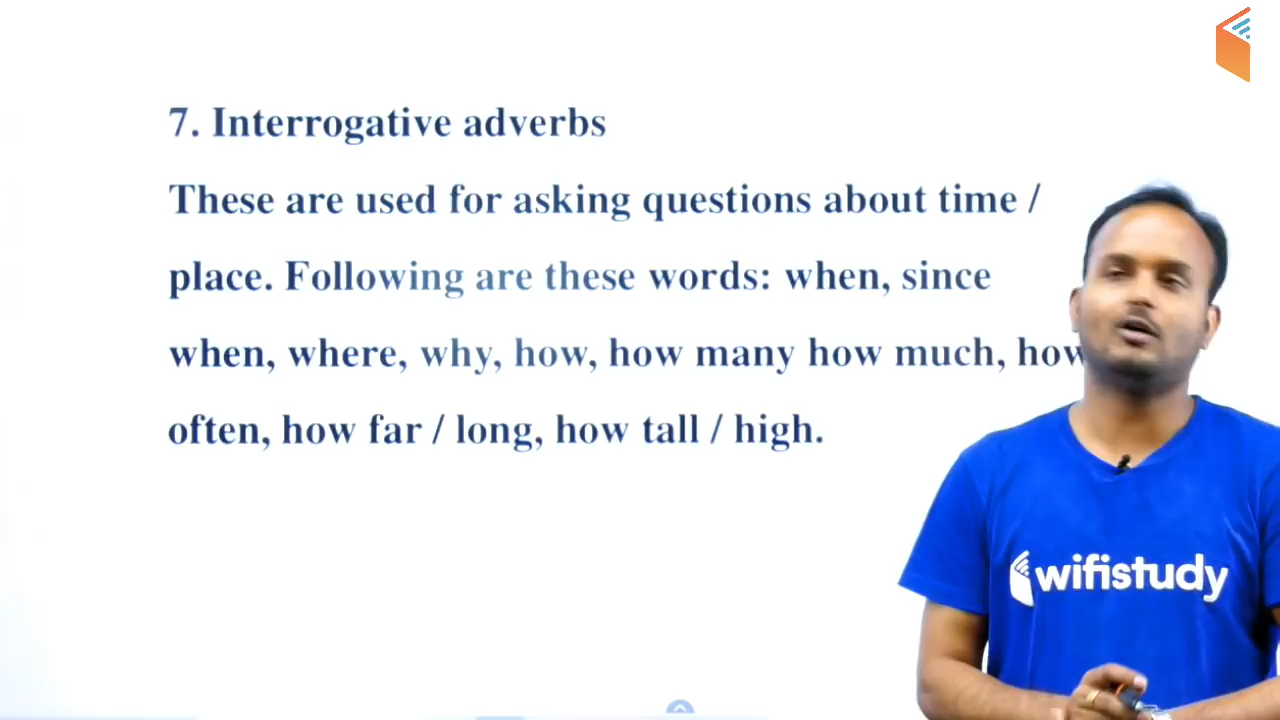 7. Interrogative adverbs
These are used for asking questions about time /
place. Following are these words: when, since
when, where, why, how, how many how much, how
often, how far / long, how tall / high.
wifistudy